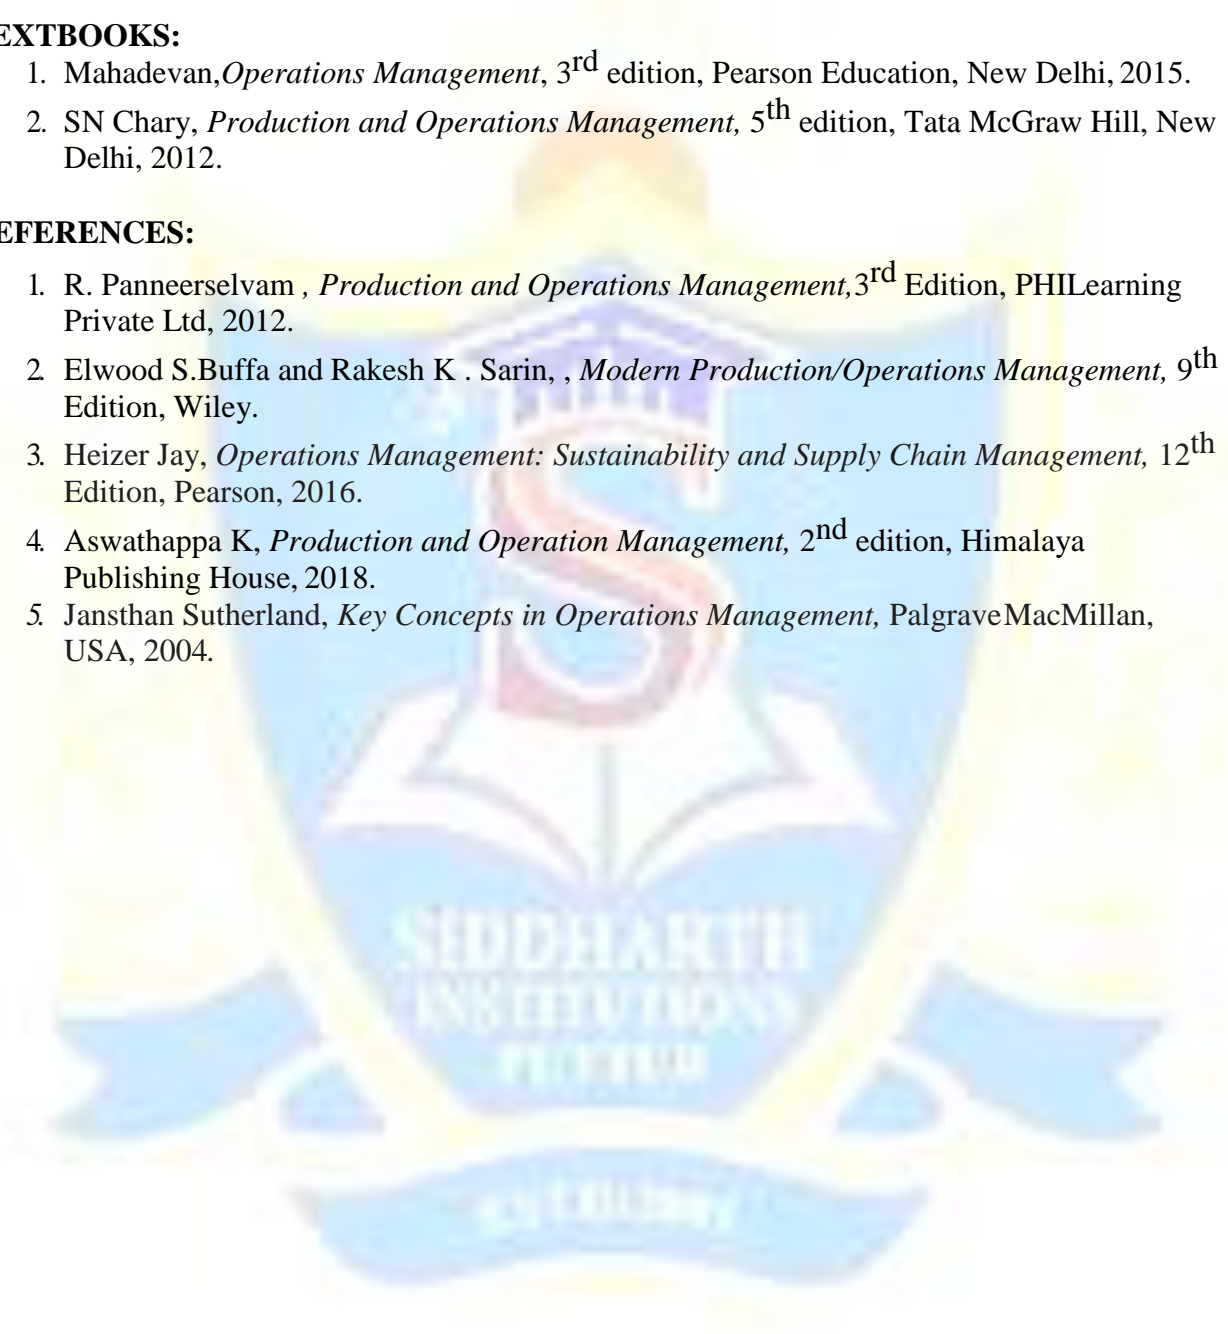 EXTBOOKS:
1. Mahadevan,Operations Management, 3rd edition, Pearson Education, New Delhi, 2015.
2. SN Chary, Production and Operations Management, 5th edition, Tata McGraw Hill, New
Delhi, 2012.
EFERENCES:
1. R. Panneerselvam , Production and Operations Management,3rd Edition, PHILearning
Private Ltd, 2012.
2. Elwood S.Buffa and Rakesh K . Sarin, , Modern Production/Operations Management, 9th
Edition, Wiley.
3. Heizer Jay, Operations Management: Sustainability and Supply Chain Management, 12th
Edition, Pearson, 2016.
4. Aswathappa K, Production and Operation Management, 2nd edition, Himalaya
Publishing House, 2018.
5. Jansthan Sutherland, Key Concepts in Operations Management, PalgraveMacMillan,
USA, 2004.
S
SIDDHARTH
INSTITUTIONS